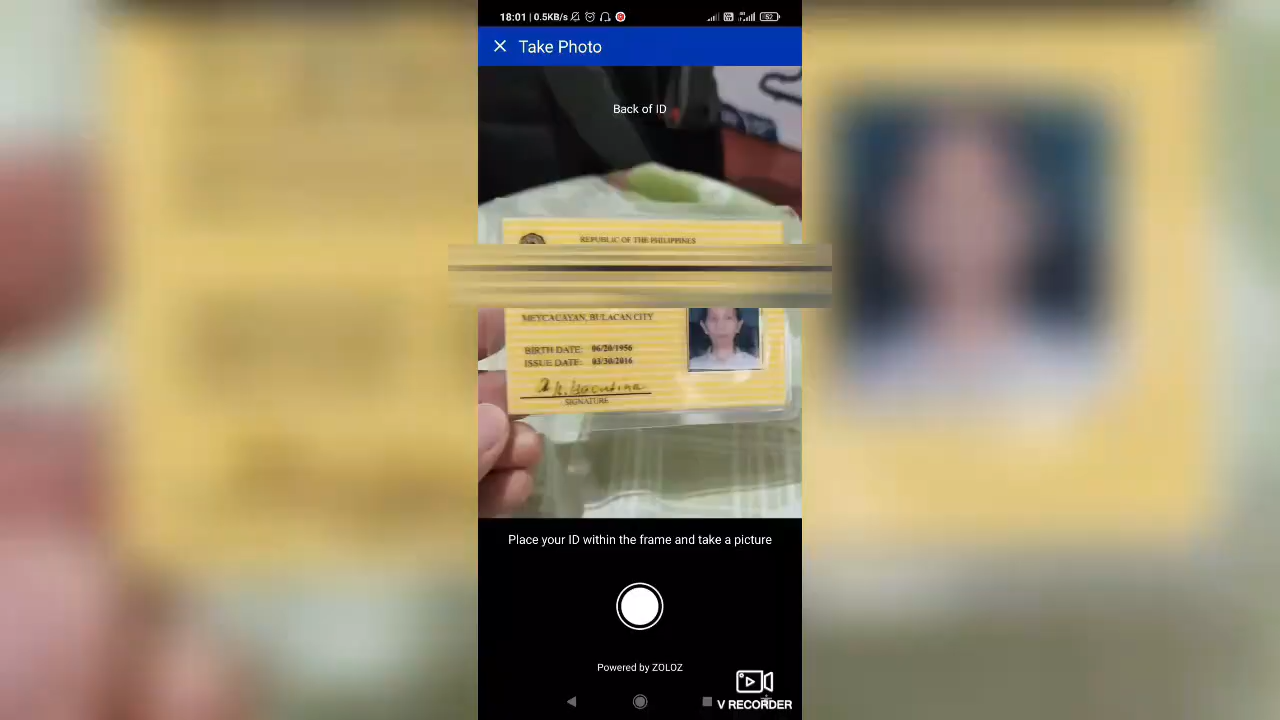 18:01 | 0.5KB/s
52
Take Photo
Back of ID
REPUBLIC OF THE PHILIPPINES
MEYCAUAYAN, BULACAN CITY
BIRTH DATE: 06/20/1956
ISSUE DATE: 03/30/2016
SIGNATURE
Place your ID within the frame and take a picture
Powered by ZOLOZ
V RECORDER